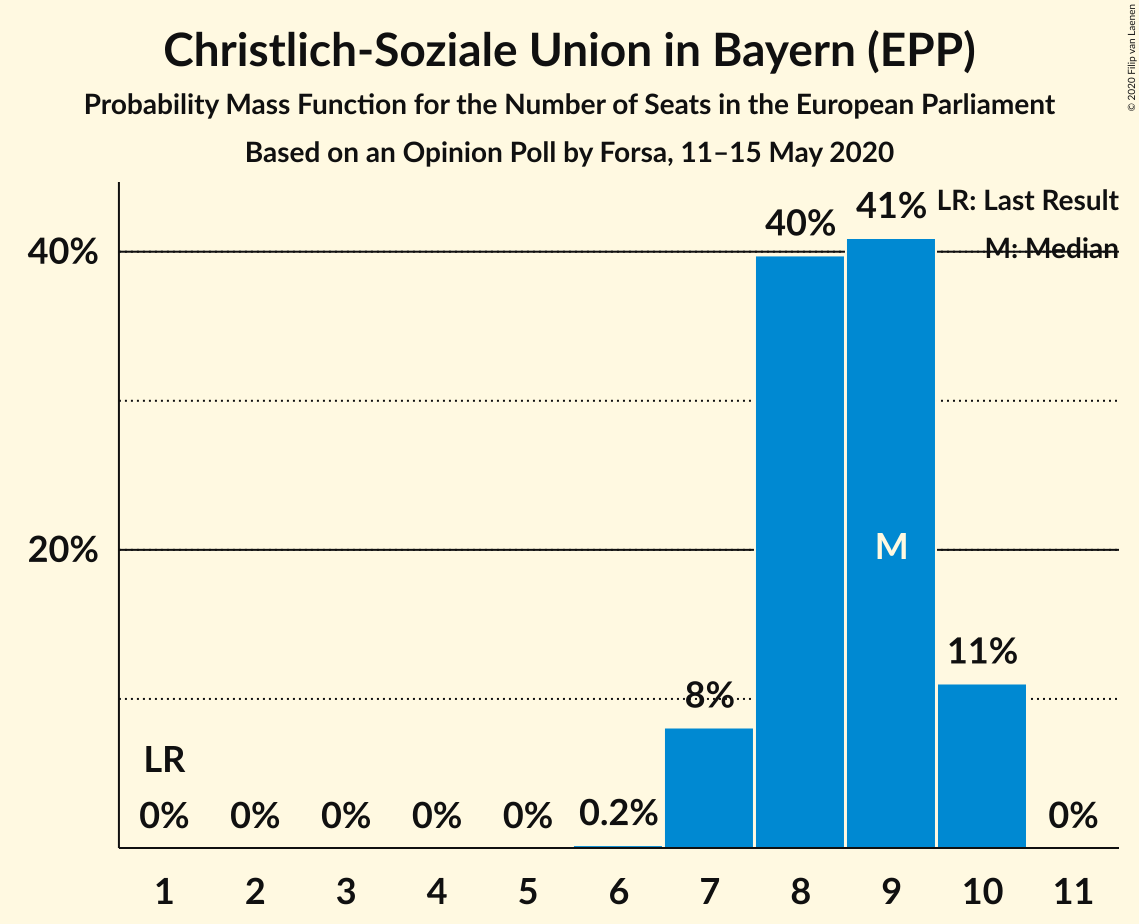 Christlich-Soziale Union in Bayern (EPP)
Probability Mass Function for the Number of Seats in the European Parliament
Based on an Opinion Poll by Forsa, 11–15 May 2020
© 2020 Filip van Laenen
LR: Last Result
M: Median
40%
20%
LR
0%
0%
0%
0%
0%
0.2%
8%
40%
41%
M
11%
0%
1 2 3 4 5 6 7 8 9 10 11